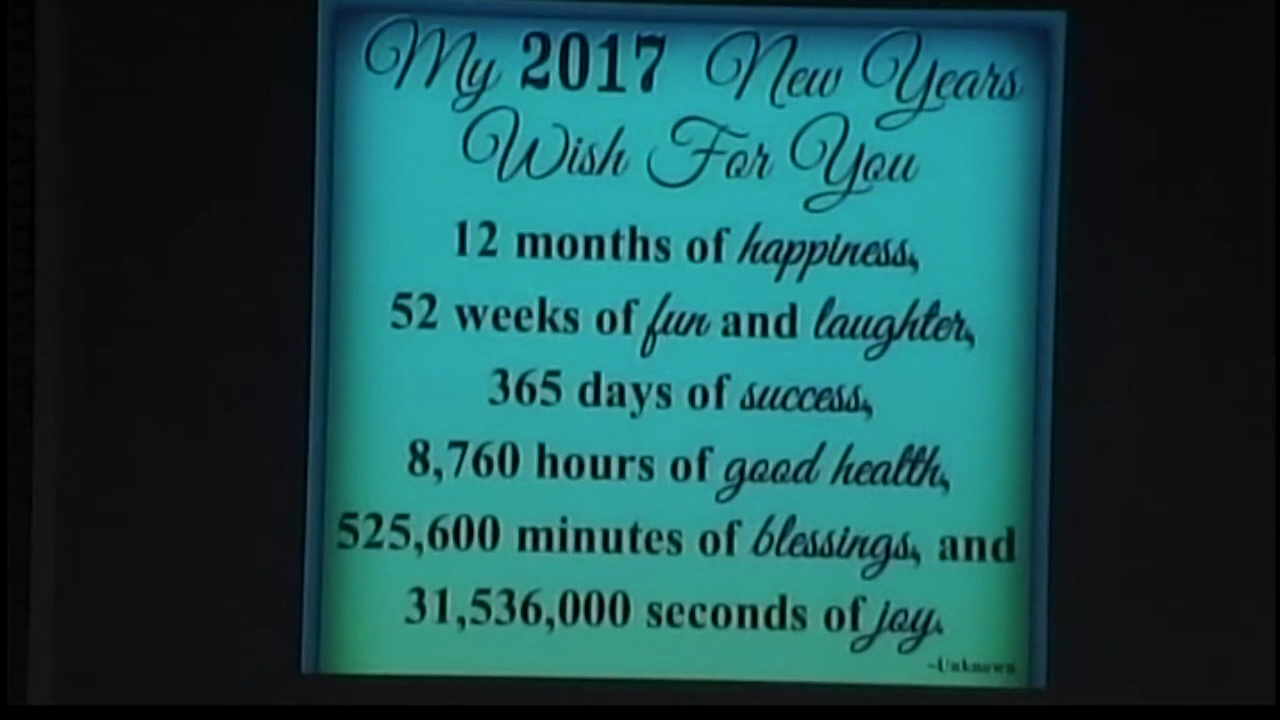 My 2017 New Years
Wish For You
12 months of happiness,
52 weeks of fun and laughter,
365 days of success,
8,760 hours of good health,
525,600 minutes of blessings, and
31,536,000 seconds of joy.
~Unknown